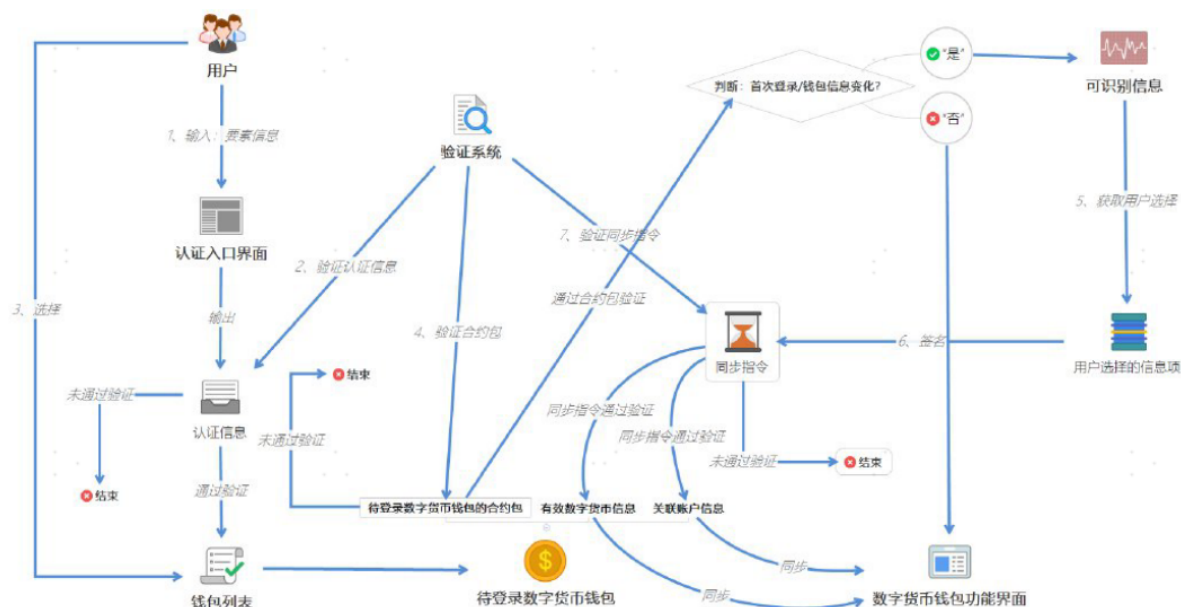 用户
判断：首次登录/钱包信息变化？
"是"
"否"
可识别信息
1、输入：要素信息
验证系统
认证入口界面
5、获取用户选择
7、验证同步指令
2、验证认证信息
通过合约包验证
3、选择
输出
4、验证合约包
6、签名
同步指令
用户选择的信息项
结束
未通过验证
认证信息
未通过验证
同步指令通过验证
同步指令通过验证
未通过验证
结束
通过验证
结束
待登录数字货币钱包的合约包
有效数字货币信息
关联账户信息
同步
同步
钱包列表
待登录数字货币钱包
数字货币钱包功能界面